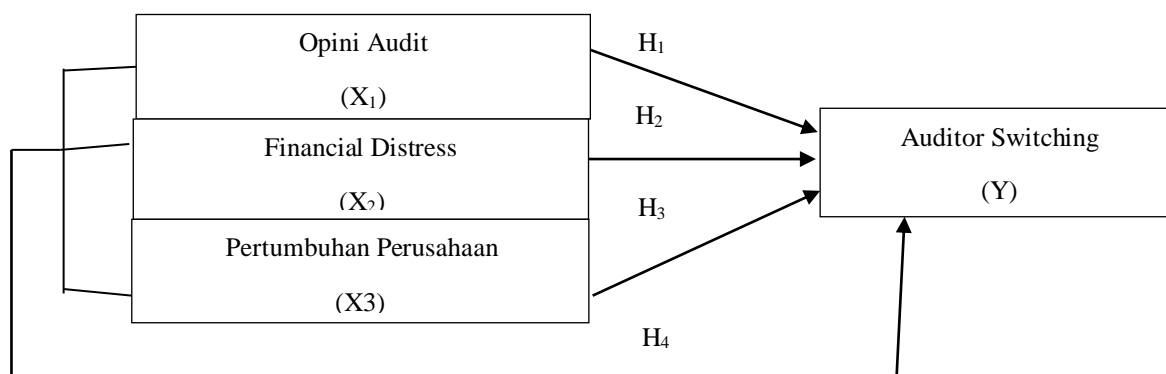 Opini Audit
(X₁)
H₁
Financial Distress
(X₂)
H₂
Pertumbuhan Perusahaan
(X3)
H₃
H₄
Auditor Switching
(Y)